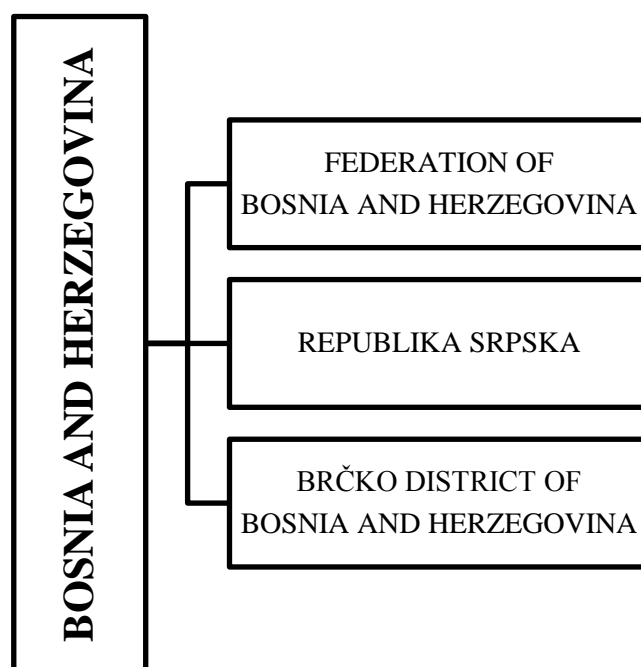 BOSNIA AND HERZEGOVINA
FEDERATION OF
BOSNIA AND HERZEGOVINA
REPUBLIKA SRPSKA
BRČKO DISTRICT OF
BOSNIA AND HERZEGOVINA